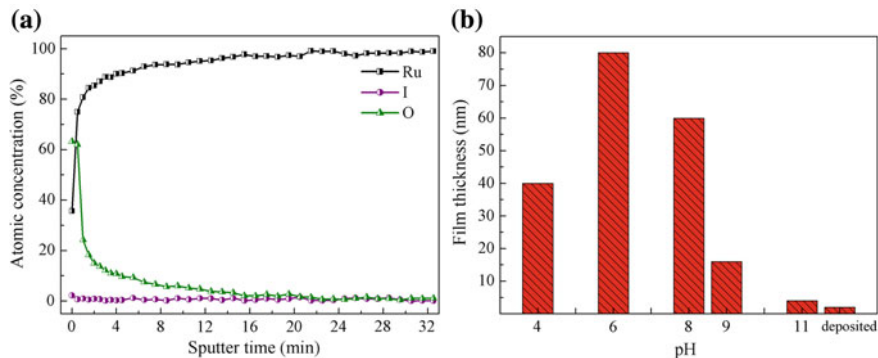 (a)
Atomic concentration (%)
100
80
60
40
20
0
Ru
I
O
0 4 8 12 16 20 24 28 32
Sputter time (min)
(b)
Film thickness (nm)
80
70
60
50
40
30
20
10
4 6 8 9 11 deposited
pH